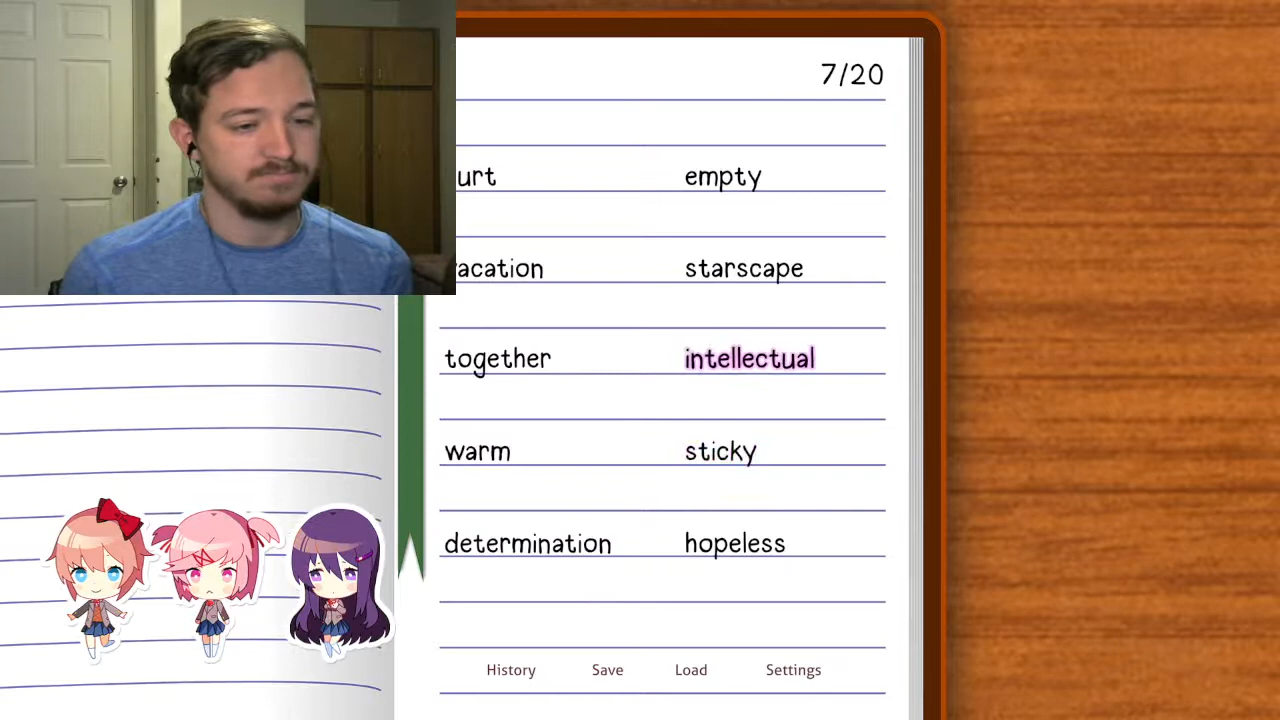 7/20
urt empty
acation starscape
together intellectual
warm sticky
determination hopeless
History Save Load Settings